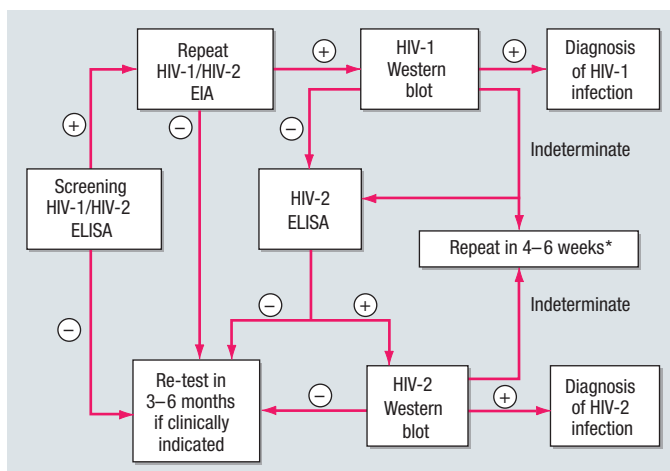 Repeat
HIV-1/HIV-2
EIA
+
HIV-1
Western
blot
+
Diagnosis
of HIV-1
infection
+
−
−
Indeterminate
Screening
HIV-1/HIV-2
ELISA
HIV-2
ELISA
Repeat in 4–6 weeks*
−
−
+
Indeterminate
Re-test in
3–6 months
if clinically
indicated
−
HIV-2
Western
blot
+
Diagnosis
of HIV-2
infection